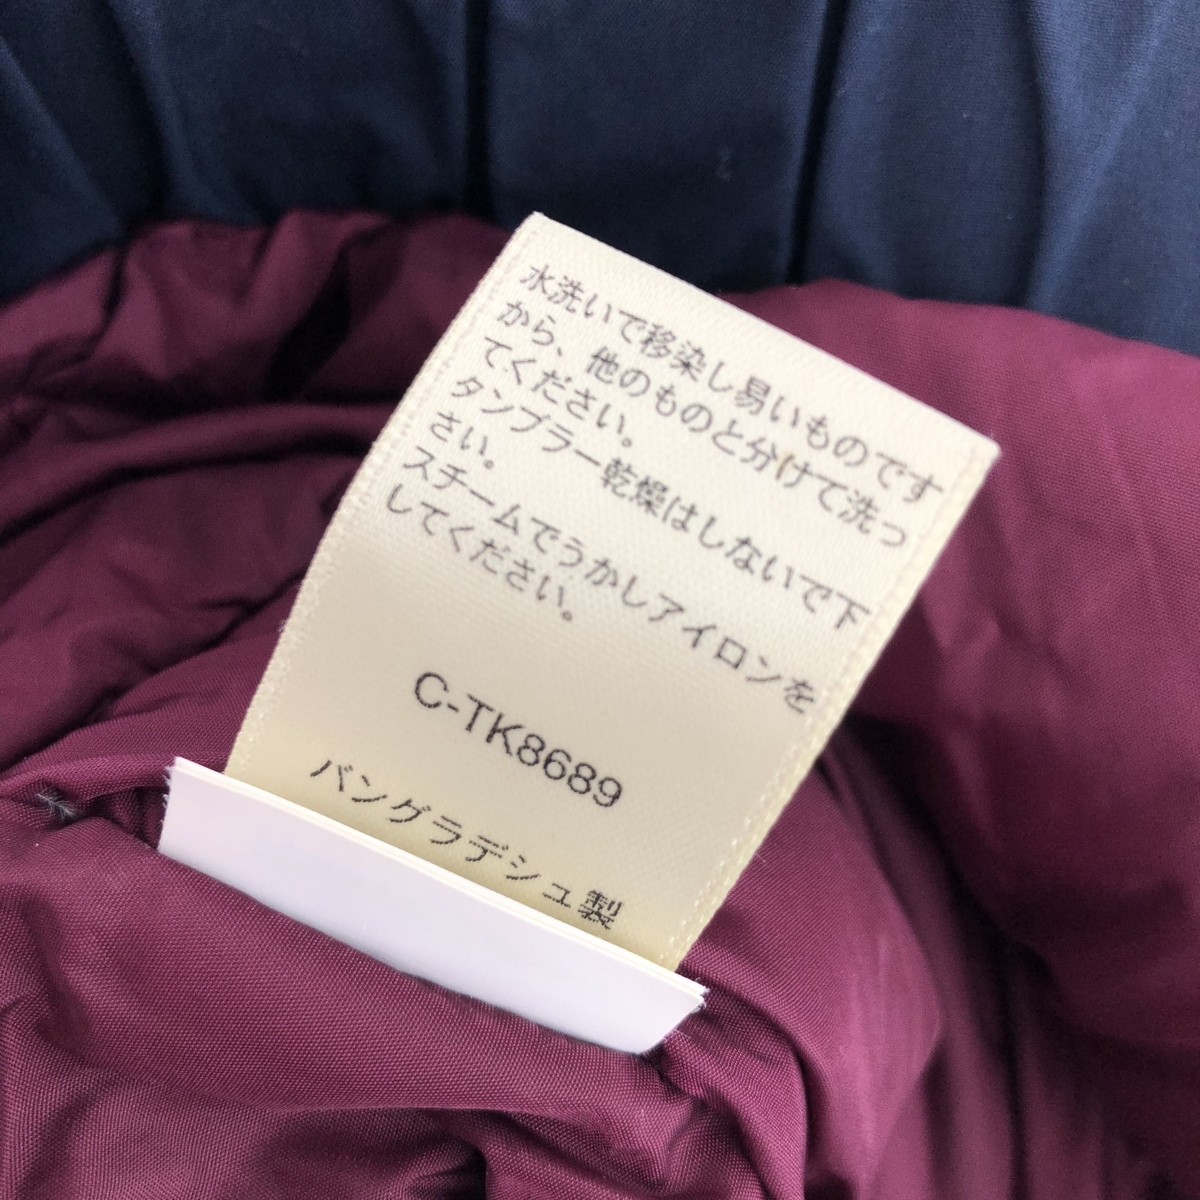 水洗いで移染し易いものです
から、他のものと分けて洗っ
てください。
タンブラー乾燥はしないで下
さい。
スチームでうかしアイロンを
してください。
C-TK8689
バングラデシュ製